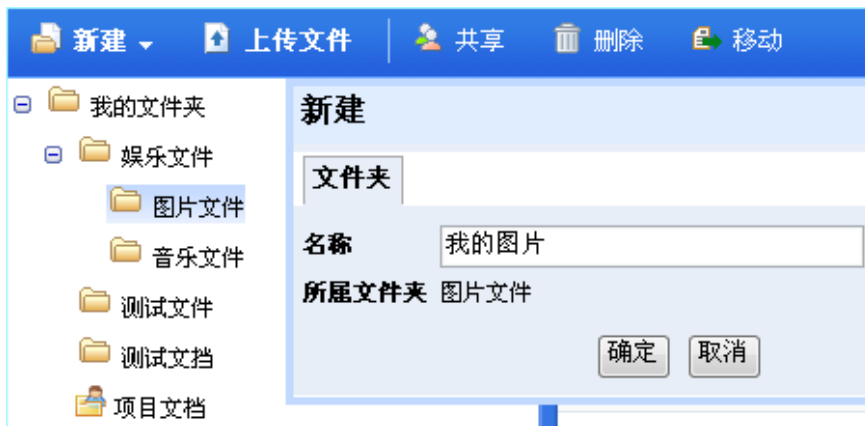 新建 上传文件 共享 删除 移动
我的文件夹
娱乐文件
图片文件
音乐文件
测试文件
测试文挡
项目文档
新建
文件夹
名称 我的图片
所属文件夹 图片文件
确定 取消